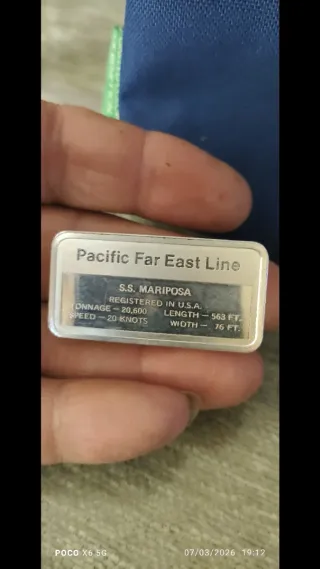 Pacific Far East Line
S.S. MARIPOSA
REGISTERED IN U.S.A.
TONNAGE — 20,600 LENGTH — 563 FT.
SPEED — 20 KNOTS WIDTH — 76 FT.
POCO X6 5G 07/03/2026 19:12